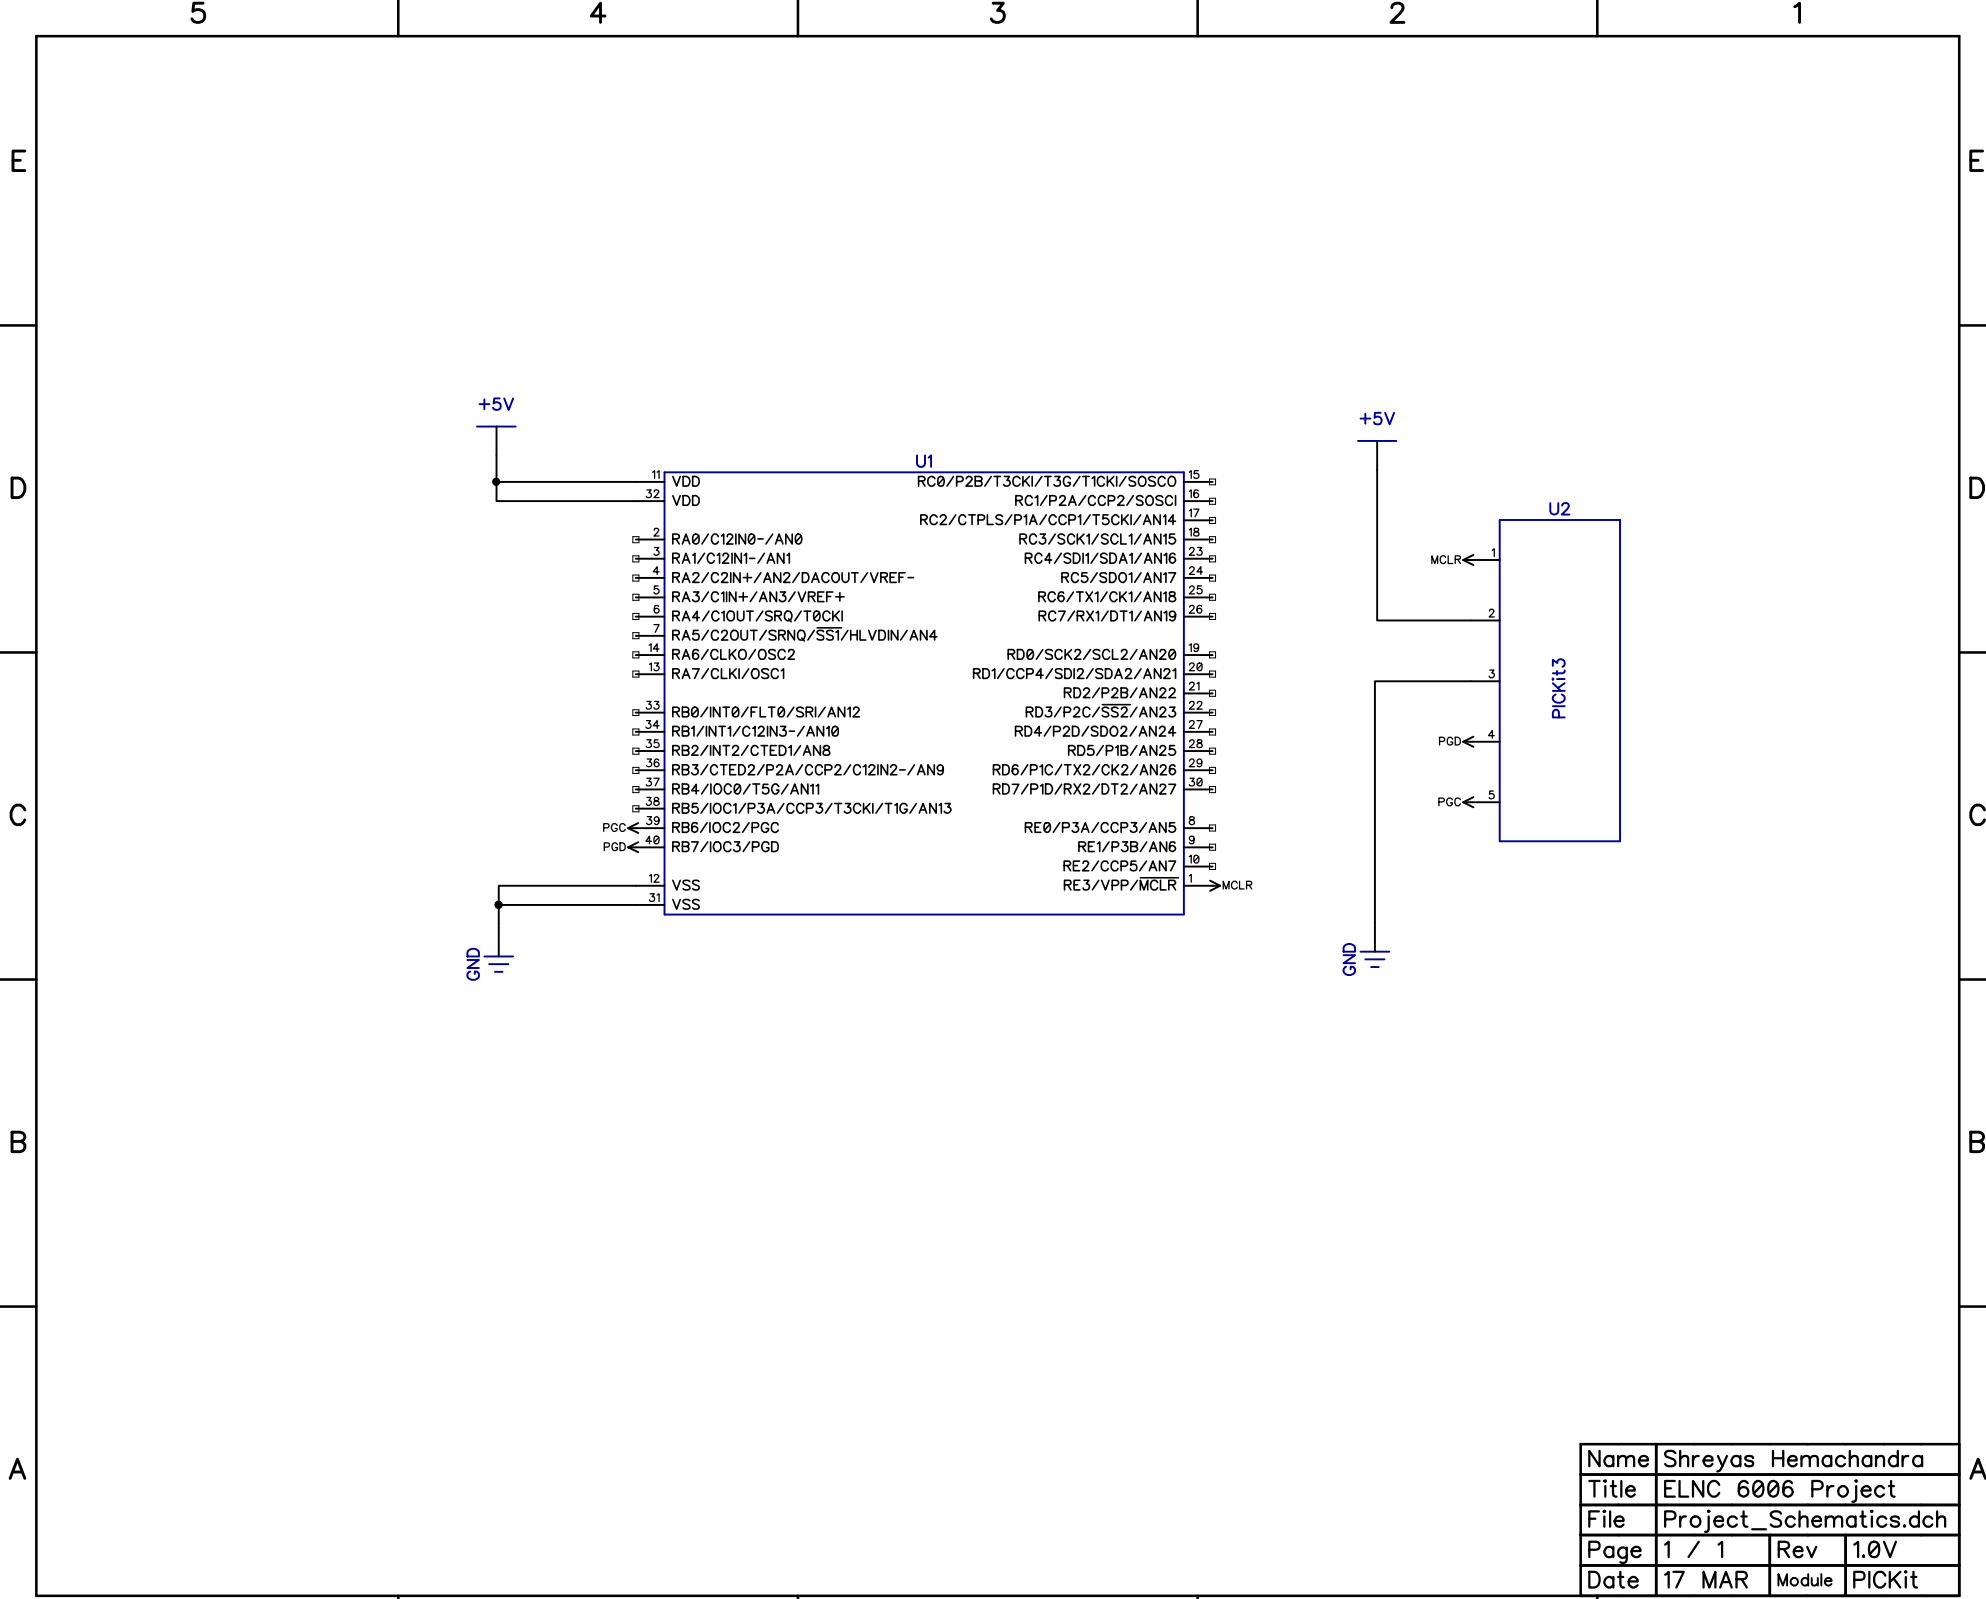 5 4 3 2 1
E E
D D
C C
B B
A A
+5V
U1
11 VDD
32 VDD
2 RA0/C12IN0-/AN0
3 RA1/C12IN1-/AN1
4 RA2/C2IN+/AN2/DACOUT/VREF-
5 RA3/C1IN+/AN3/VREF+
6 RA4/C1OUT/SRQ/T0CKI
7 RA5/C2OUT/SRNQ/SS1/HLVDIN/AN4
14 RA6/CLKO/OSC2
13 RA7/CLKI/OSC1
33 RB0/INT0/FLT0/SRI/AN12
34 RB1/INT1/C12IN3-/AN10
35 RB2/INT2/CTED1/AN8
36 RB3/CTED2/P2A/CCP2/C12IN2-/AN9
37 RB4/IOC0/T5G/AN11
38 RB5/IOC1/P3A/CCP3/T3CKI/T1G/AN13
PGC 39 RB6/IOC2/PGC
PGD 40 RB7/IOC3/PGD
12 VSS
31 VSS
GND
RC0/P2B/T3CKI/T3G/T1CKI/SOSCO 15
RC1/P2A/CCP2/SOSCI 16
RC2/CTPLS/P1A/CCP1/T5CKI/AN14 17
RC3/SCK1/SCL1/AN15 18
RC4/SDI1/SDA1/AN16 23
RC5/SDO1/AN17 24
RC6/TX1/CK1/AN18 25
RC7/RX1/DT1/AN19 26
RD0/SCK2/SCL2/AN20 19
RD1/CCP4/SDI2/SDA2/AN21 20
RD2/P2B/AN22 21
RD3/P2C/SS2/AN23 22
RD4/P2D/SDO2/AN24 27
RD5/P1B/AN25 28
RD6/P1C/TX2/CK2/AN26 29
RD7/P1D/RX2/DT2/AN27 30
RE0/P3A/CCP3/AN5 8
RE1/P3B/AN6 9
RE2/CCP5/AN7 10
RE3/VPP/MCLR 1 MCLR
+5V
U2
MCLR 1
2
3
PGD 4
PGC 5
PICKit3
GND
Name Shreyas Hemachandra
Title ELNC 6006 Project
File Project_Schematics.dch
Page 1 / 1 Rev 1.0V
Date 17 MAR Module PICKit